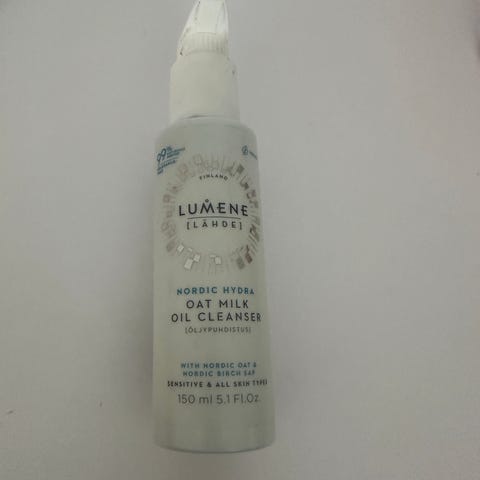 99%
FINLAND
LUMENE
[LÄHDE]
NORDIC HYDRA
OAT MILK
OIL CLEANSER
[ÖLJYPUHDISTUS]
WITH NORDIC OAT &
NORDIC BIRCH SAP
SENSITIVE & ALL SKIN TYPES
150 ml 5.1 Fl.Oz.